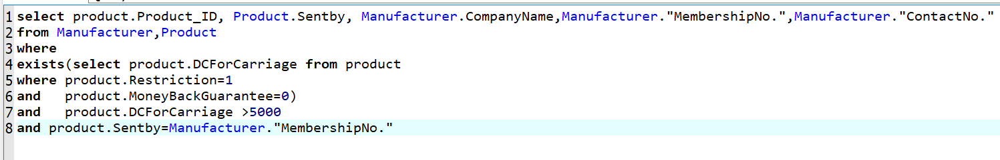 1 select product.Product_ID, Product.Sentby, Manufacturer.CompanyName,Manufacturer."MembershipNo.",Manufacturer."ContactNo."
2 from Manufacturer,Product
3 where
4 exists(select product.DCForCarriage from product
5 where product.Restriction=1
6 and   product.MoneyBackGuarantee=0)
7 and   product.DCForCarriage >5000
8 and product.Sentby=Manufacturer."MembershipNo."